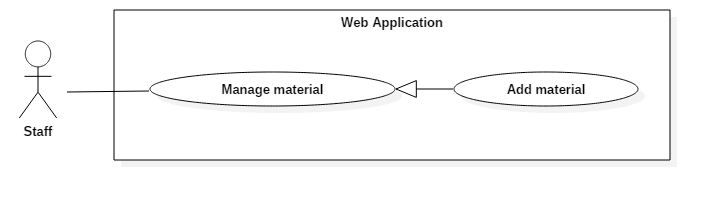 Web Application
Manage material
Add material
Staff